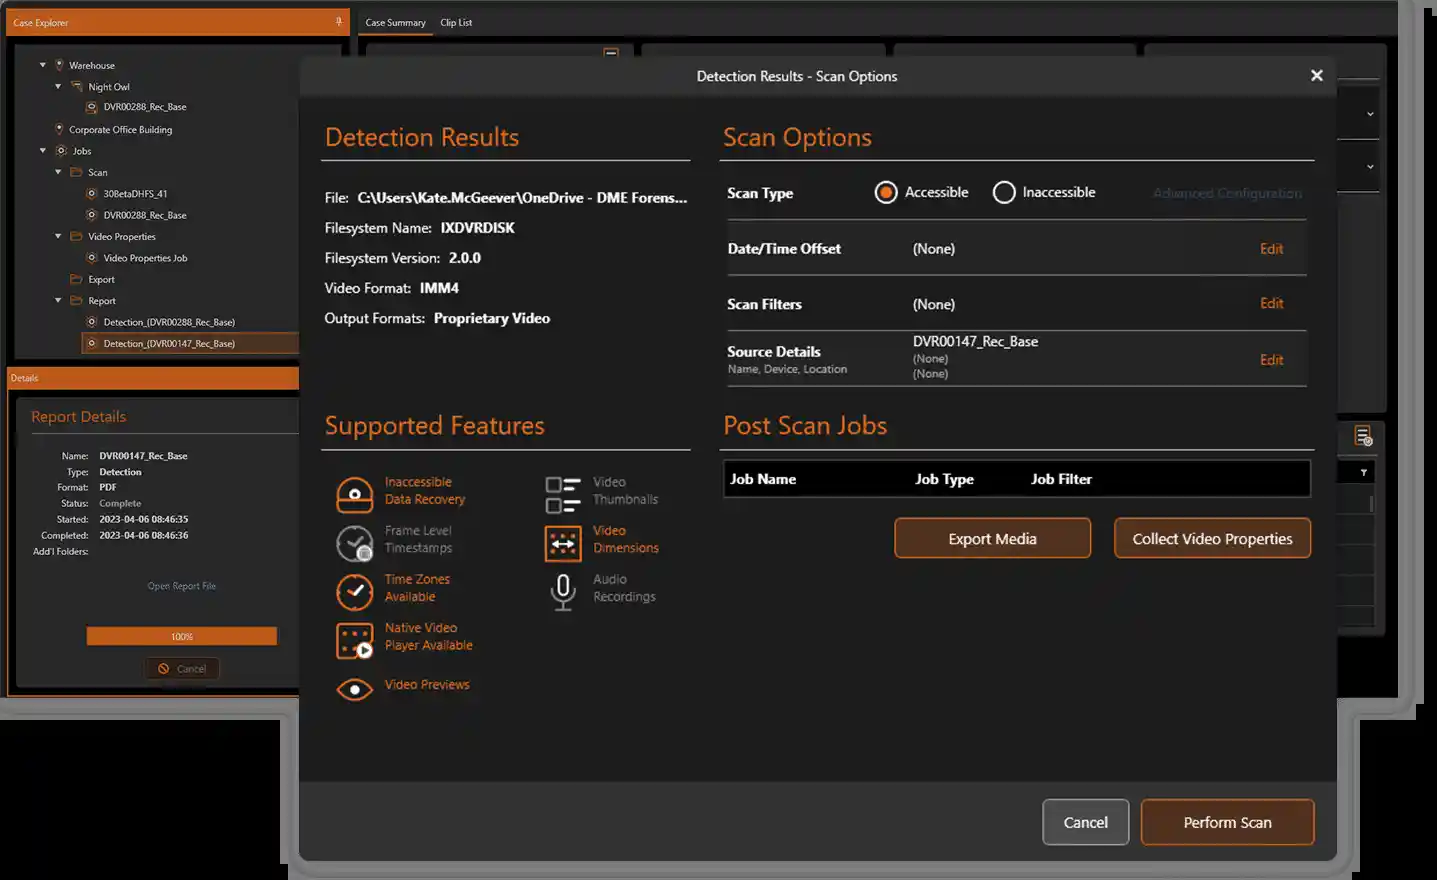 Case Explorer
Case Summary
Clip List
Warehouse
Night Owl
DVR00288_Rec_Base
Corporate Office Building
Jobs
Scan
30BetaDHFS_41
DVR00288_Rec_Base
Video Properties
Video Properties Job
Export
Report
Detection_(DVR00288_Rec_Base)
Detection_(DVR00147_Rec_Base)
Details
Report Details
Name: DVR00147_Rec_Base
Type: Detection
Format: PDF
Status: Complete
Started: 2023-04-06 08:46:35
Completed: 2023-04-06 08:46:36
Add'l Folders:
Open Report File
100%
Cancel
Detection Results - Scan Options
Detection Results
File: C:\Users\Kate.McGeever\OneDrive - DME Forens...
Filesystem Name: IXDVRDISK
Filesystem Version: 2.0.0
Video Format: IMM4
Output Formats: Proprietary Video
Supported Features
Inaccessible
Data Recovery
Frame Level
Timestamps
Time Zones
Available
Native Video
Player Available
Video Previews
Video
Thumbnails
Video
Dimensions
Audio
Recordings
Scan Options
Scan Type Accessible Inaccessible Advanced Configuration
Date/Time Offset (None) Edit
Scan Filters (None) Edit
Source Details
Name, Device, Location
DVR00147_Rec_Base
(None)
(None)
Edit
Post Scan Jobs
Job Name Job Type Job Filter
Export Media
Collect Video Properties
Cancel
Perform Scan